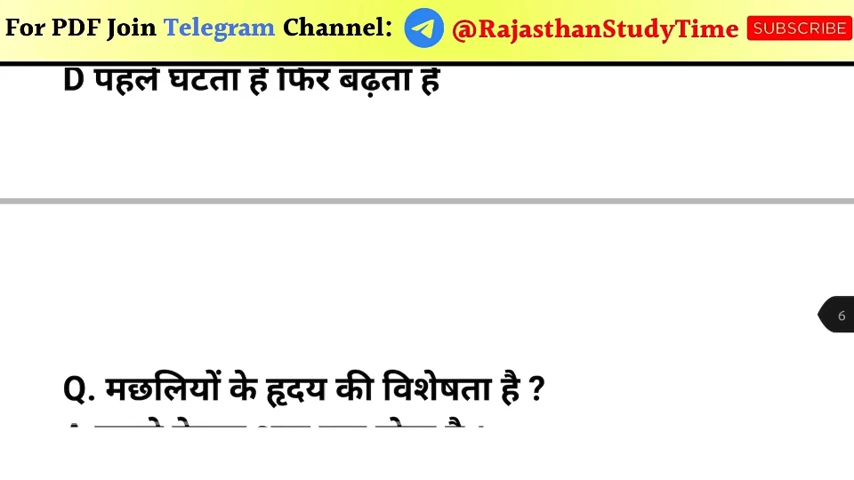 For PDF Join Telegram Channel: @RajasthanStudyTime SUBSCRIBE
D पहले घटता है फिर बढ़ता है
6
Q. मछलियों के हृदय की विशेषता है ?